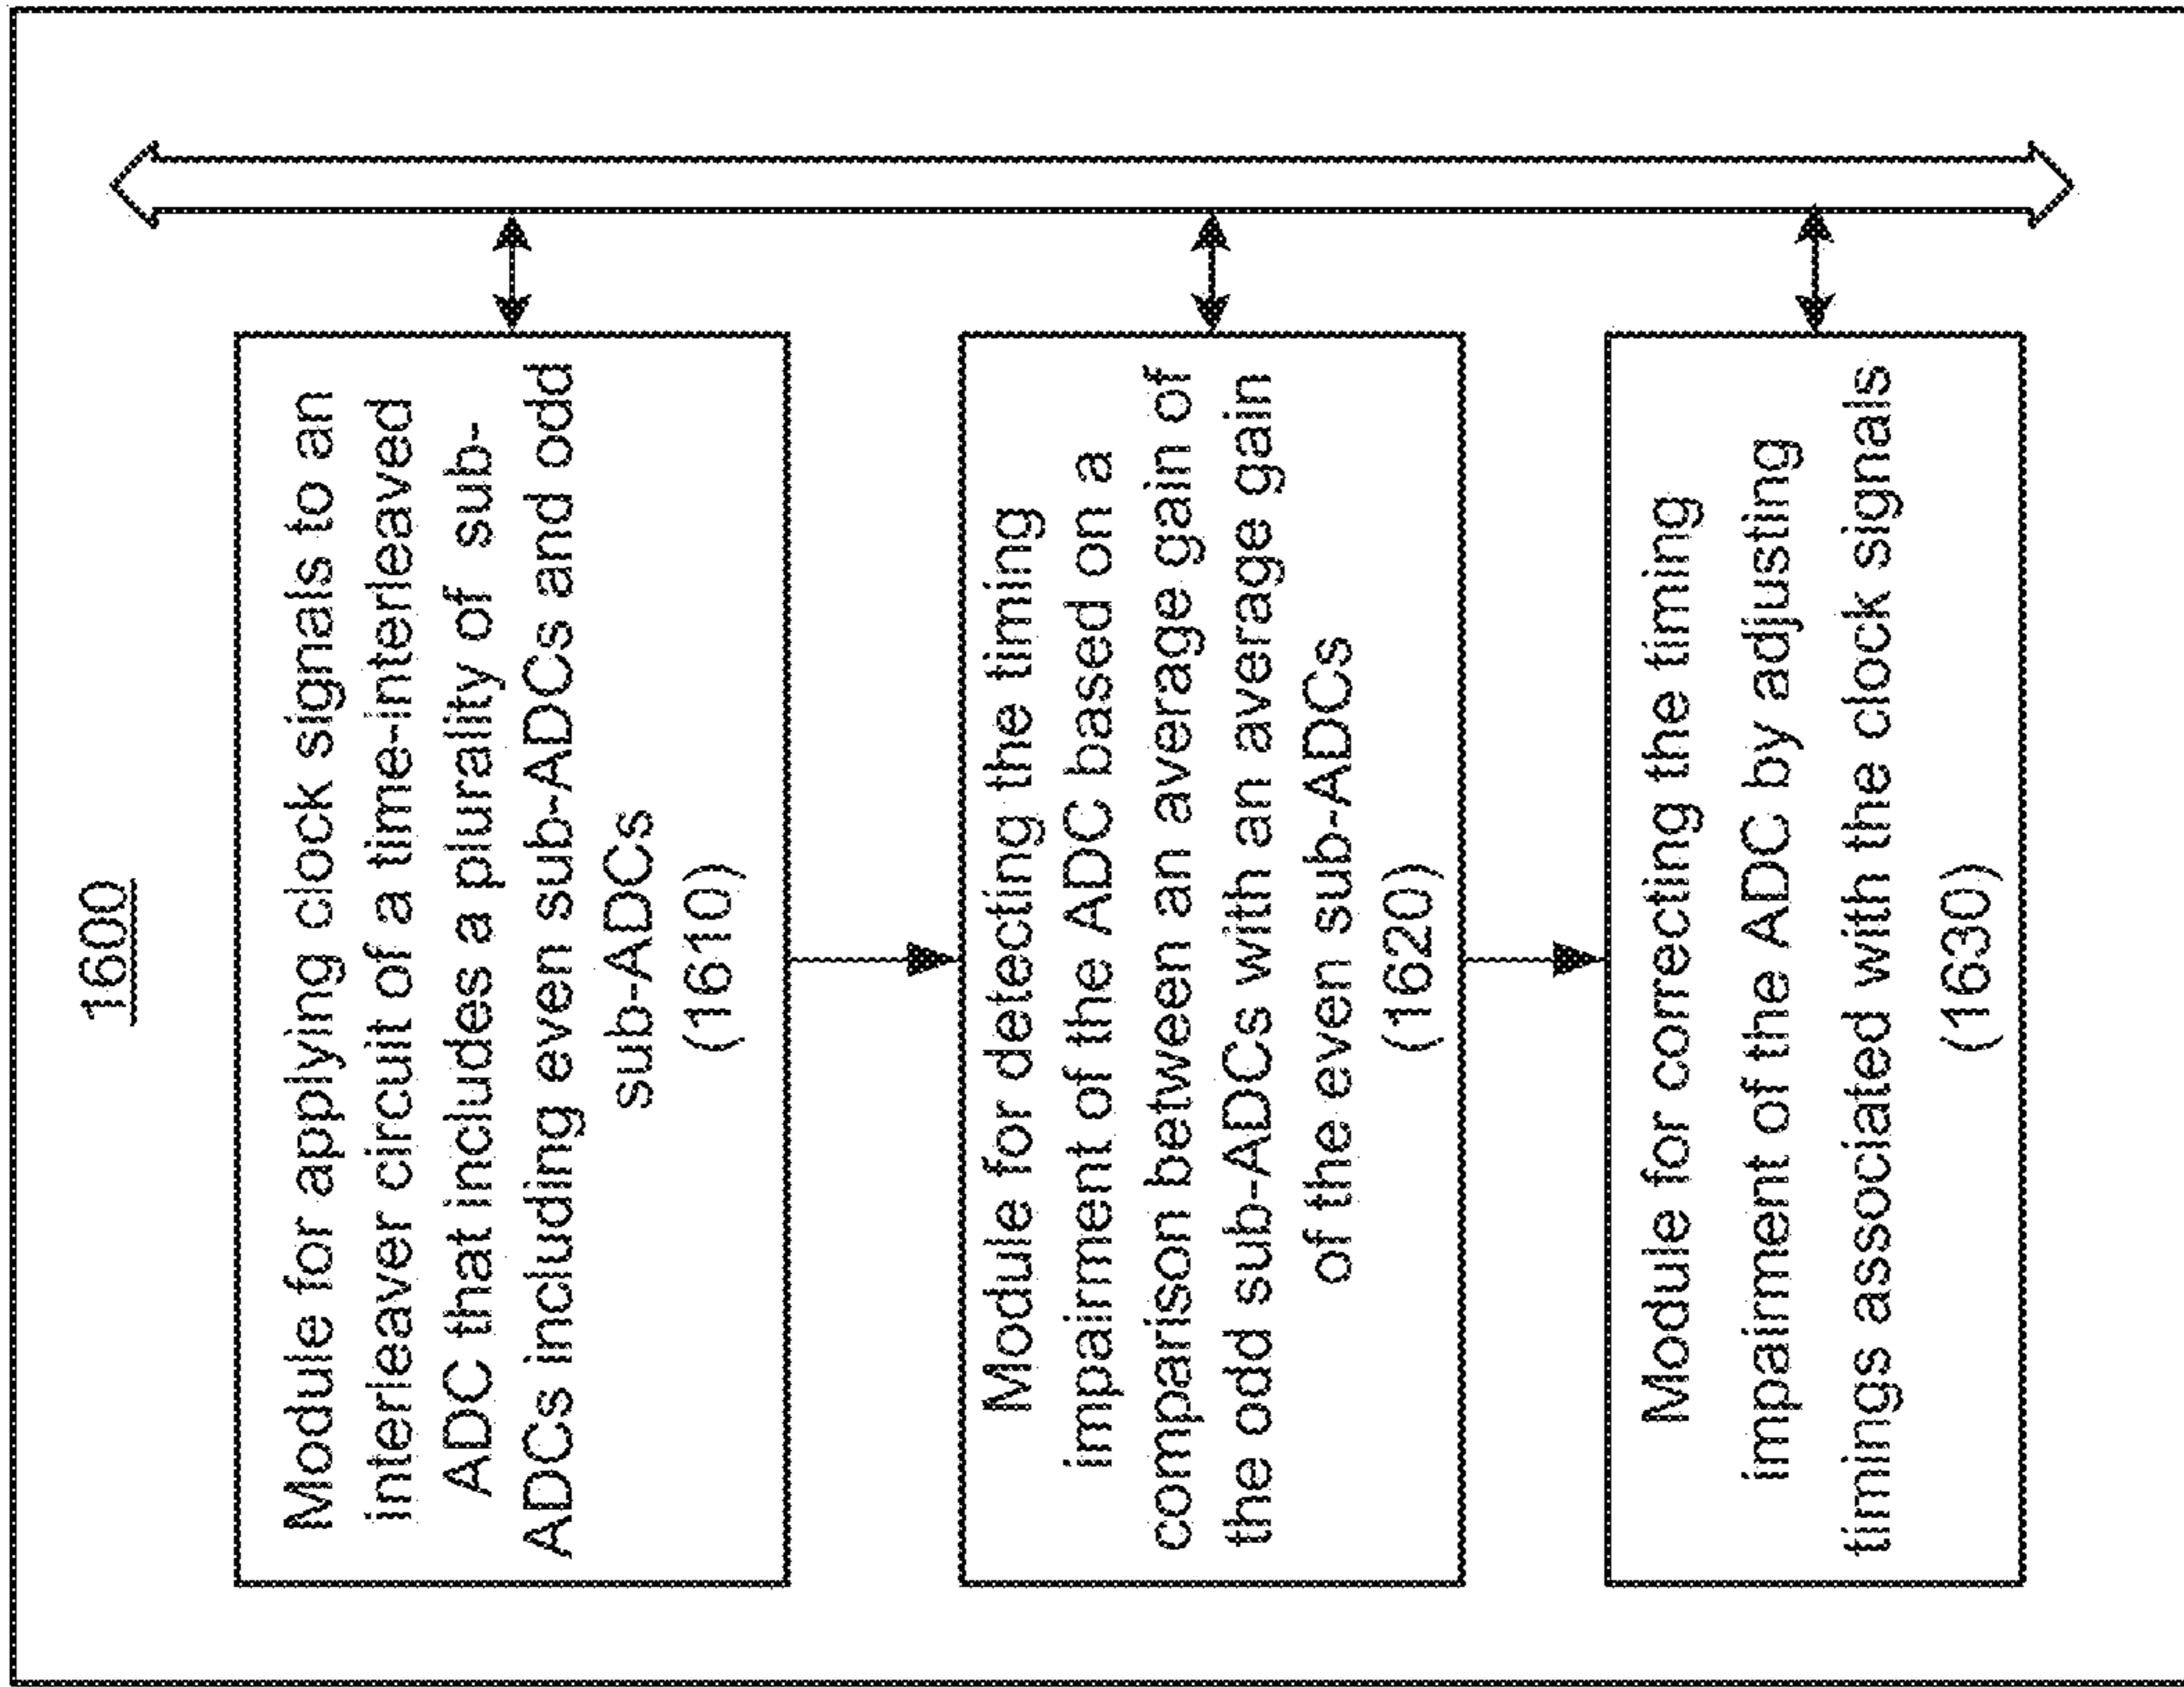 1600
Module for applying clock signals to an
interleaver circuit of a time-interleaved
ADC that includes a plurality of sub-
ADCs including even sub-ADCs and odd
sub-ADCs
(1610)
Module for detecting the timing
impairment of the ADC based on a
comparison between an average gain of
the odd sub-ADCs with an average gain
of the even sub-ADCs
(1620)
Module for correcting the timing
impairment of the ADC by adjusting
timings associated with the clock signals
(1630)